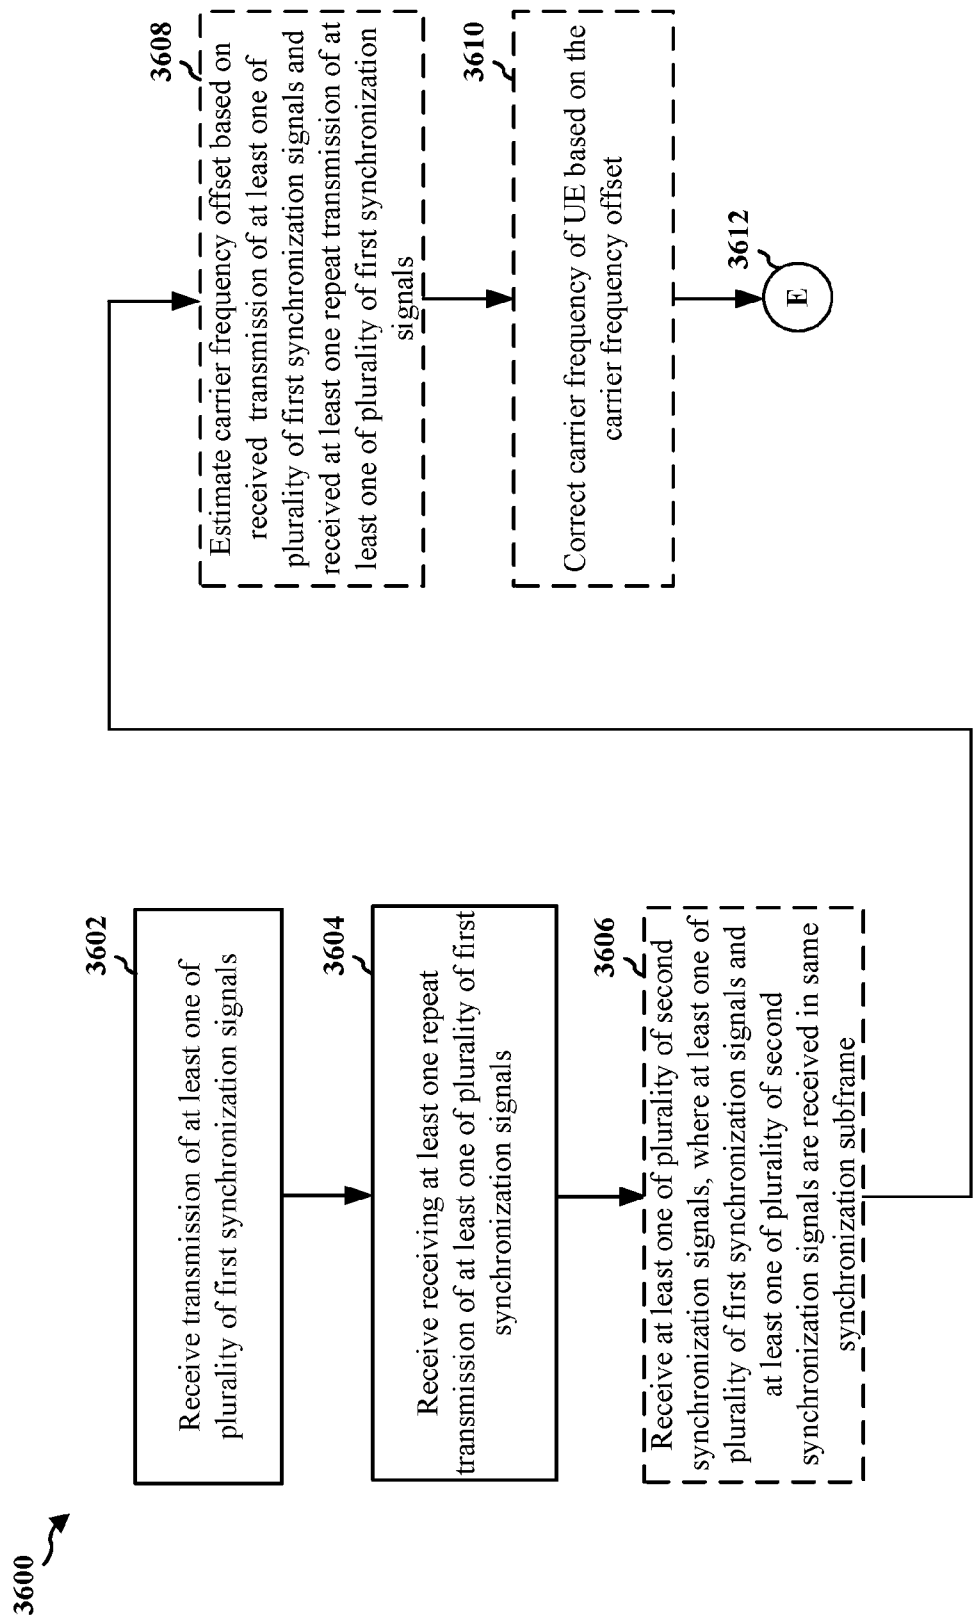 3600
3602
Receive transmission of at least one of
plurality of first synchronization signals
3604
Receive receiving at least one repeat
transmission of at least one of plurality of first
synchronization signals
3606
Receive at least one of plurality of second
synchronization signals, where at least one of
plurality of first synchronization signals and
at least one of plurality of second
synchronization signals are received in same
synchronization subframe
3608
Estimate carrier frequency offset based on
received transmission of at least one of
plurality of first synchronization signals and
received at least one repeat transmission of at
least one of plurality of first synchronization
signals
3610
Correct carrier frequency of UE based on the
carrier frequency offset
3612
E